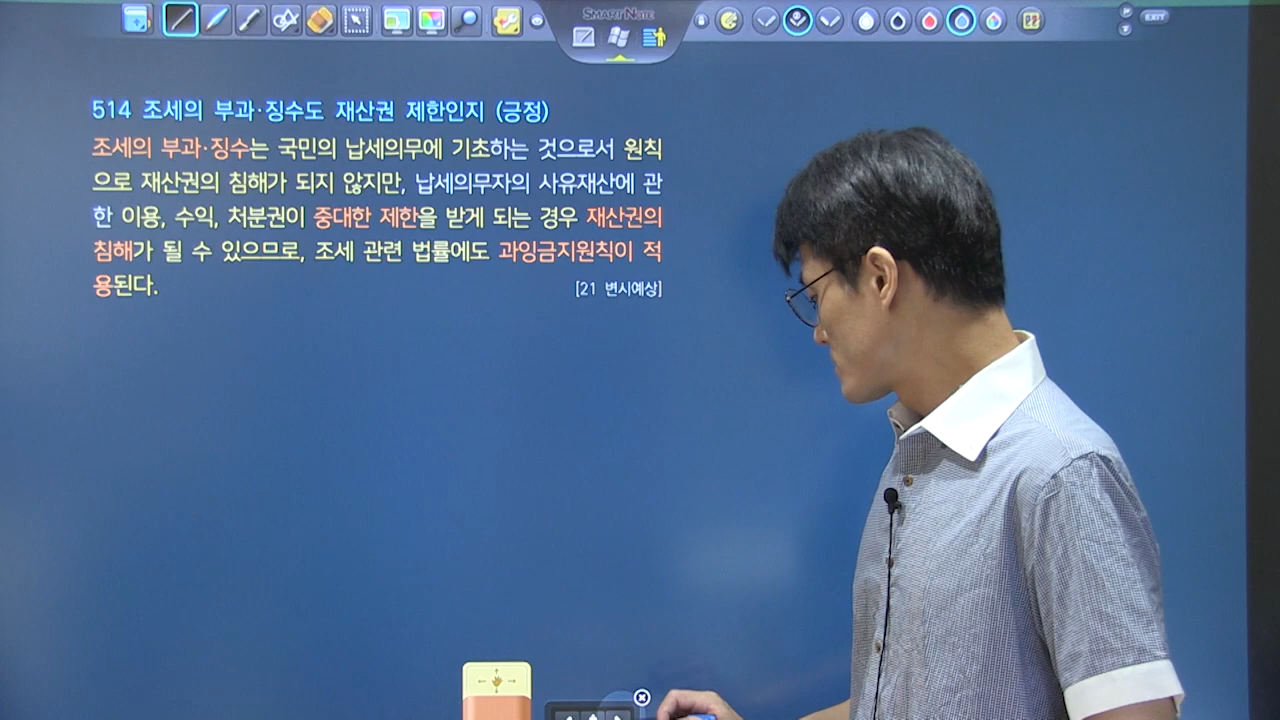 SMARTNOTE
EXIT
514 조세의 부과·징수도 재산권 제한인지 (긍정)
조세의 부과·징수는 국민의 납세의무에 기초하는 것으로서 원칙
으로 재산권의 침해가 되지 않지만, 납세의무자의 사유재산에 관
한 이용, 수익, 처분권이 중대한 제한을 받게 되는 경우 재산권의
침해가 될 수 있으므로, 조세 관련 법률에도 과잉금지원칙이 적
용된다.
[21 변시예상]